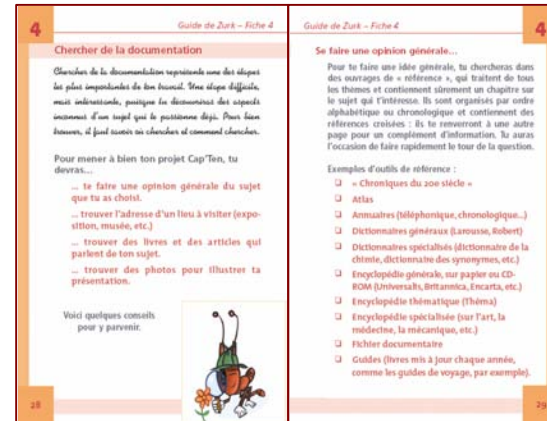 4
Guide de Zurk – Fiche 4
Chercher de la documentation
Chercher de la documentation représente une des étapes
les plus importantes de ton travail. Une étape difficile,
mais intéressante, puisque tu découvriras des aspects
inconnus d'un sujet qui te passionne déjà. Pour bien
trouver, il faut savoir où chercher et comment chercher.
Pour mener à bien ton projet Cap'Ten, tu
devras...
... te faire une opinion générale du sujet
que tu as choisi.
... trouver l'adresse d'un lieu à visiter (expo-
sition, musée, etc.)
... trouver des livres et des articles qui
parlent de ton sujet.
... trouver des photos pour illustrer ta
présentation.
Voici quelques conseils
pour y parvenir.
28
Guide de Zurk – Fiche 4
4
Se faire une opinion générale...
Pour te faire une idée générale, tu chercheras dans
des ouvrages de « référence », qui traitent de tous
les thèmes et contiennent sûrement un chapitre sur
le sujet qui t'intéresse. Ils sont organisés par ordre
alphabétique ou chronologique et contiennent des
références croisées : ils te renverront à une autre
page pour un complément d'information. Tu auras
l'occasion de faire rapidement le tour de la question.
Exemples d'outils de référence :
❑ « Chroniques du 20e siècle »
❑ Atlas
❑ Annuaires (téléphonique, chronologique...)
❑ Dictionnaires généraux (Larousse, Robert)
❑ Dictionnaires spécialisés (dictionnaire de la
chimie, dictionnaire des synonymes, etc.)
❑ Encyclopédie générale, sur papier ou CD-
ROM (Universalis, Britannica, Encarta, etc.)
❑ Encyclopédie thématique (Théma)
❑ Encyclopédie spécialisée (sur l'art, la
médecine, la mécanique, etc.)
❑ Fichier documentaire
❑ Guides (livres mis à jour chaque année,
comme les guides de voyage, par exemple).
29